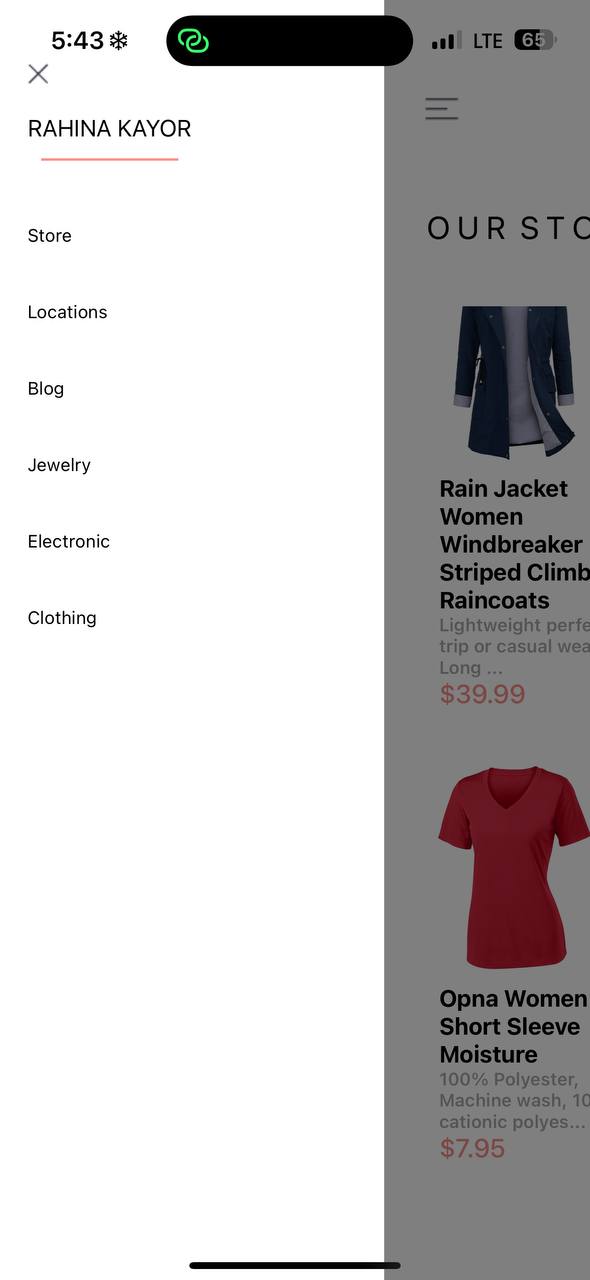 5:43
LTE 65
RAHINA KAYOR
Store
Locations
Blog
Jewelry
Electronic
Clothing
OUR STO
Rain Jacket
Women
Windbreaker
Striped Climb
Raincoats
Lightweight perfe
trip or casual wea
Long ...
$39.99
Opna Women
Short Sleeve
Moisture
100% Polyester,
Machine wash, 10
cationic polyes...
$7.95